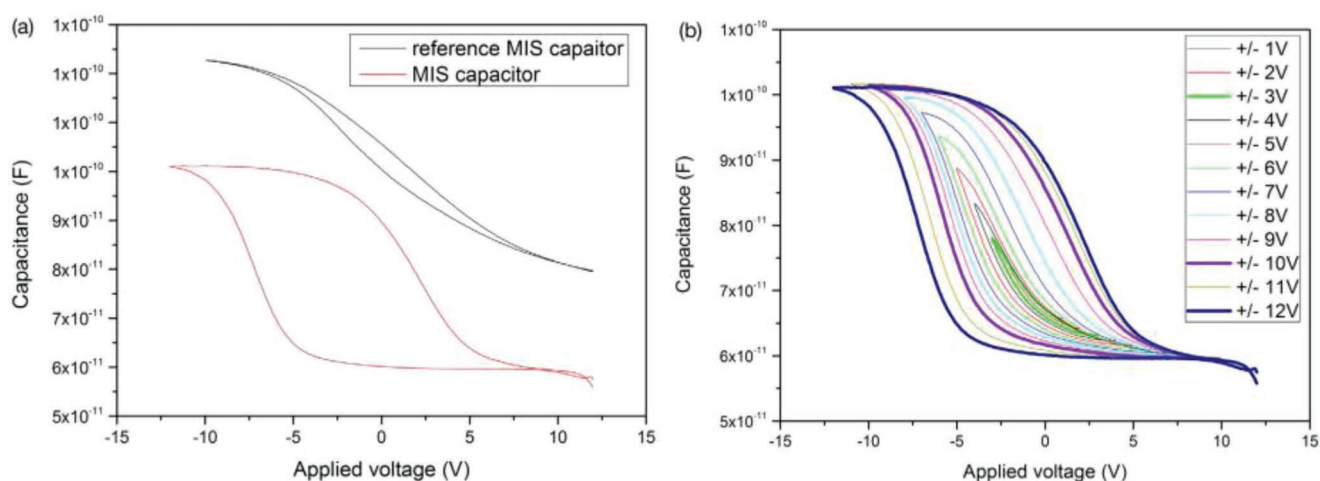 (a)
1x10⁻¹⁰
1x10⁻¹⁰
1x10⁻¹⁰
1x10⁻¹⁰
9x10⁻¹¹
8x10⁻¹¹
7x10⁻¹¹
6x10⁻¹¹
5x10⁻¹¹
Capacitance (F)
reference MIS capaitor
MIS capacitor
-15 -10 -5 0 5 10 15
Applied voltage (V)
(b)
1x10⁻¹⁰
1x10⁻¹⁰
9x10⁻¹¹
8x10⁻¹¹
7x10⁻¹¹
6x10⁻¹¹
5x10⁻¹¹
Capacitance (F)
+/- 1V
+/- 2V
+/- 3V
+/- 4V
+/- 5V
+/- 6V
+/- 7V
+/- 8V
+/- 9V
+/- 10V
+/- 11V
+/- 12V
-15 -10 -5 0 5 10 15
Applied voltage (V)